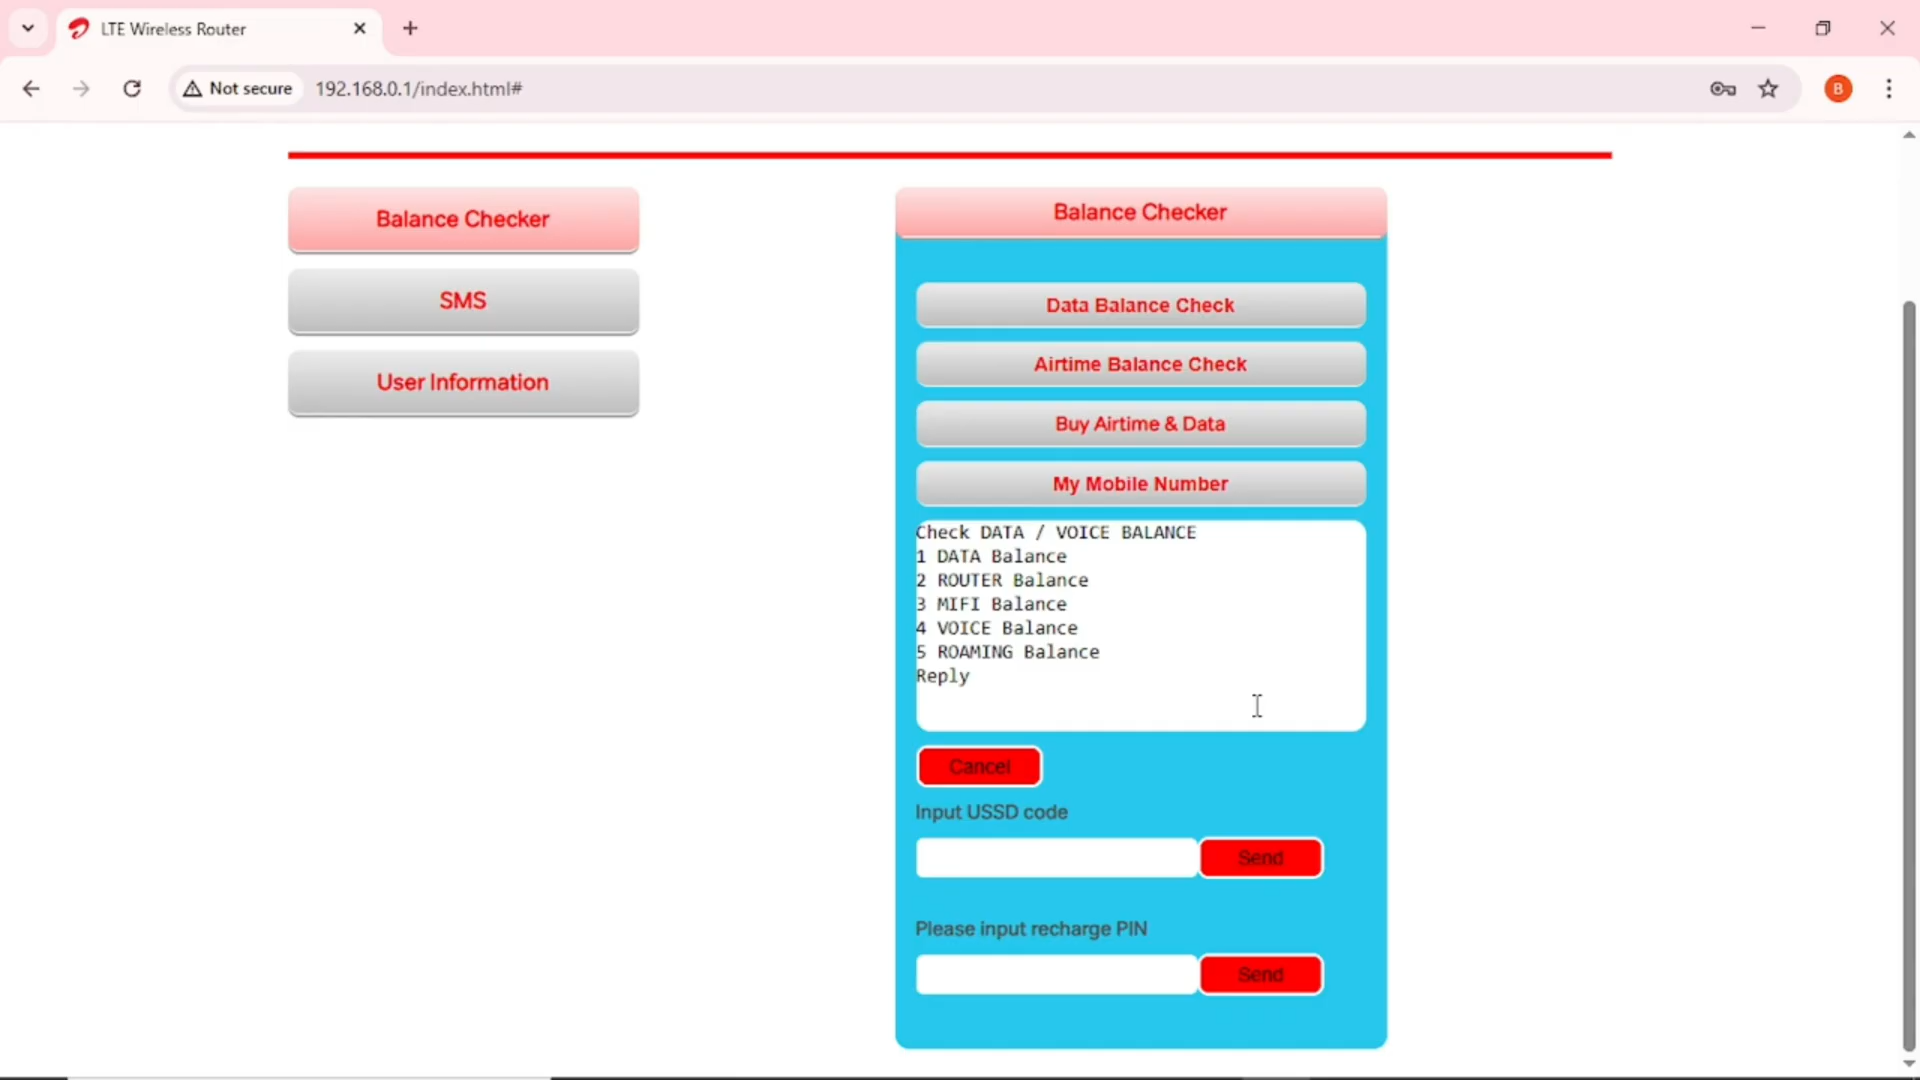 LTE Wireless Router
Not secure
192.168.0.1/index.html#
B
Balance Checker
SMS
User Information
Balance Checker
Data Balance Check
Airtime Balance Check
Buy Airtime & Data
My Mobile Number
Check DATA / VOICE BALANCE
1 DATA Balance
2 ROUTER Balance
3 MIFI Balance
4 VOICE Balance
5 ROAMING Balance
Reply
Cancel
Input USSD code
Send
Please input recharge PIN
Send